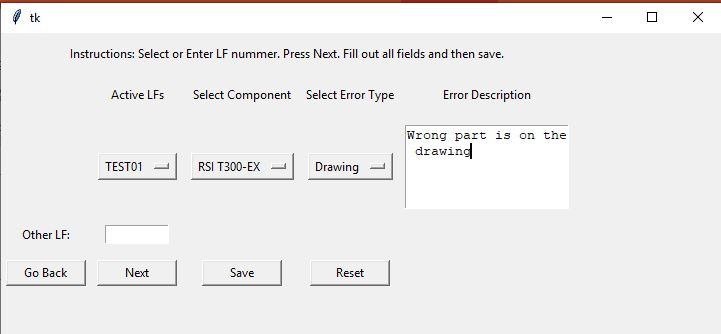 tk
Instructions: Select or Enter LF nummer. Press Next. Fill out all fields and then save.
Active LFs Select Component Select Error Type Error Description
Wrong part is on the
drawing
TEST01 RSI T300-EX Drawing
Other LF:
Go Back Next Save Reset